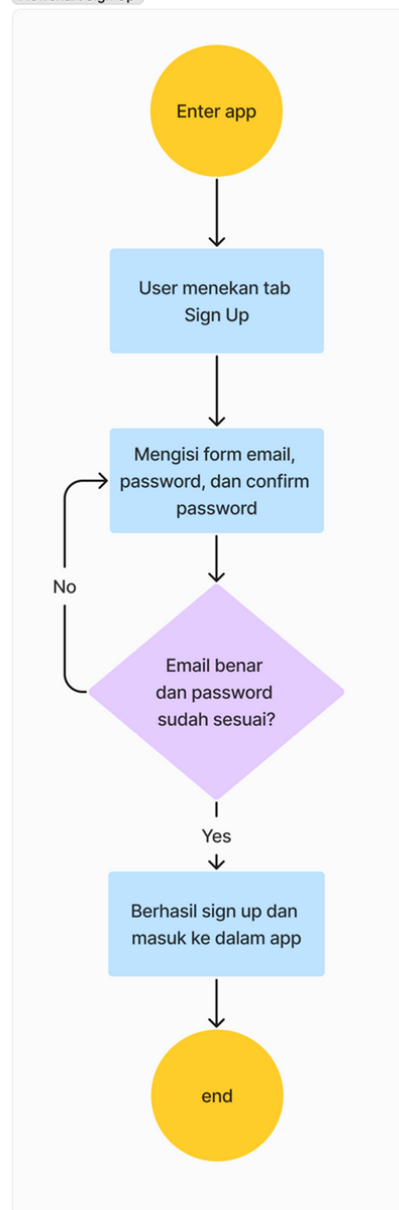 Enter app
User menekan tab
Sign Up
Mengisi form email,
password, dan confirm
password
No
Email benar
dan password
sudah sesuai?
Yes
Berhasil sign up dan
masuk ke dalam app
end